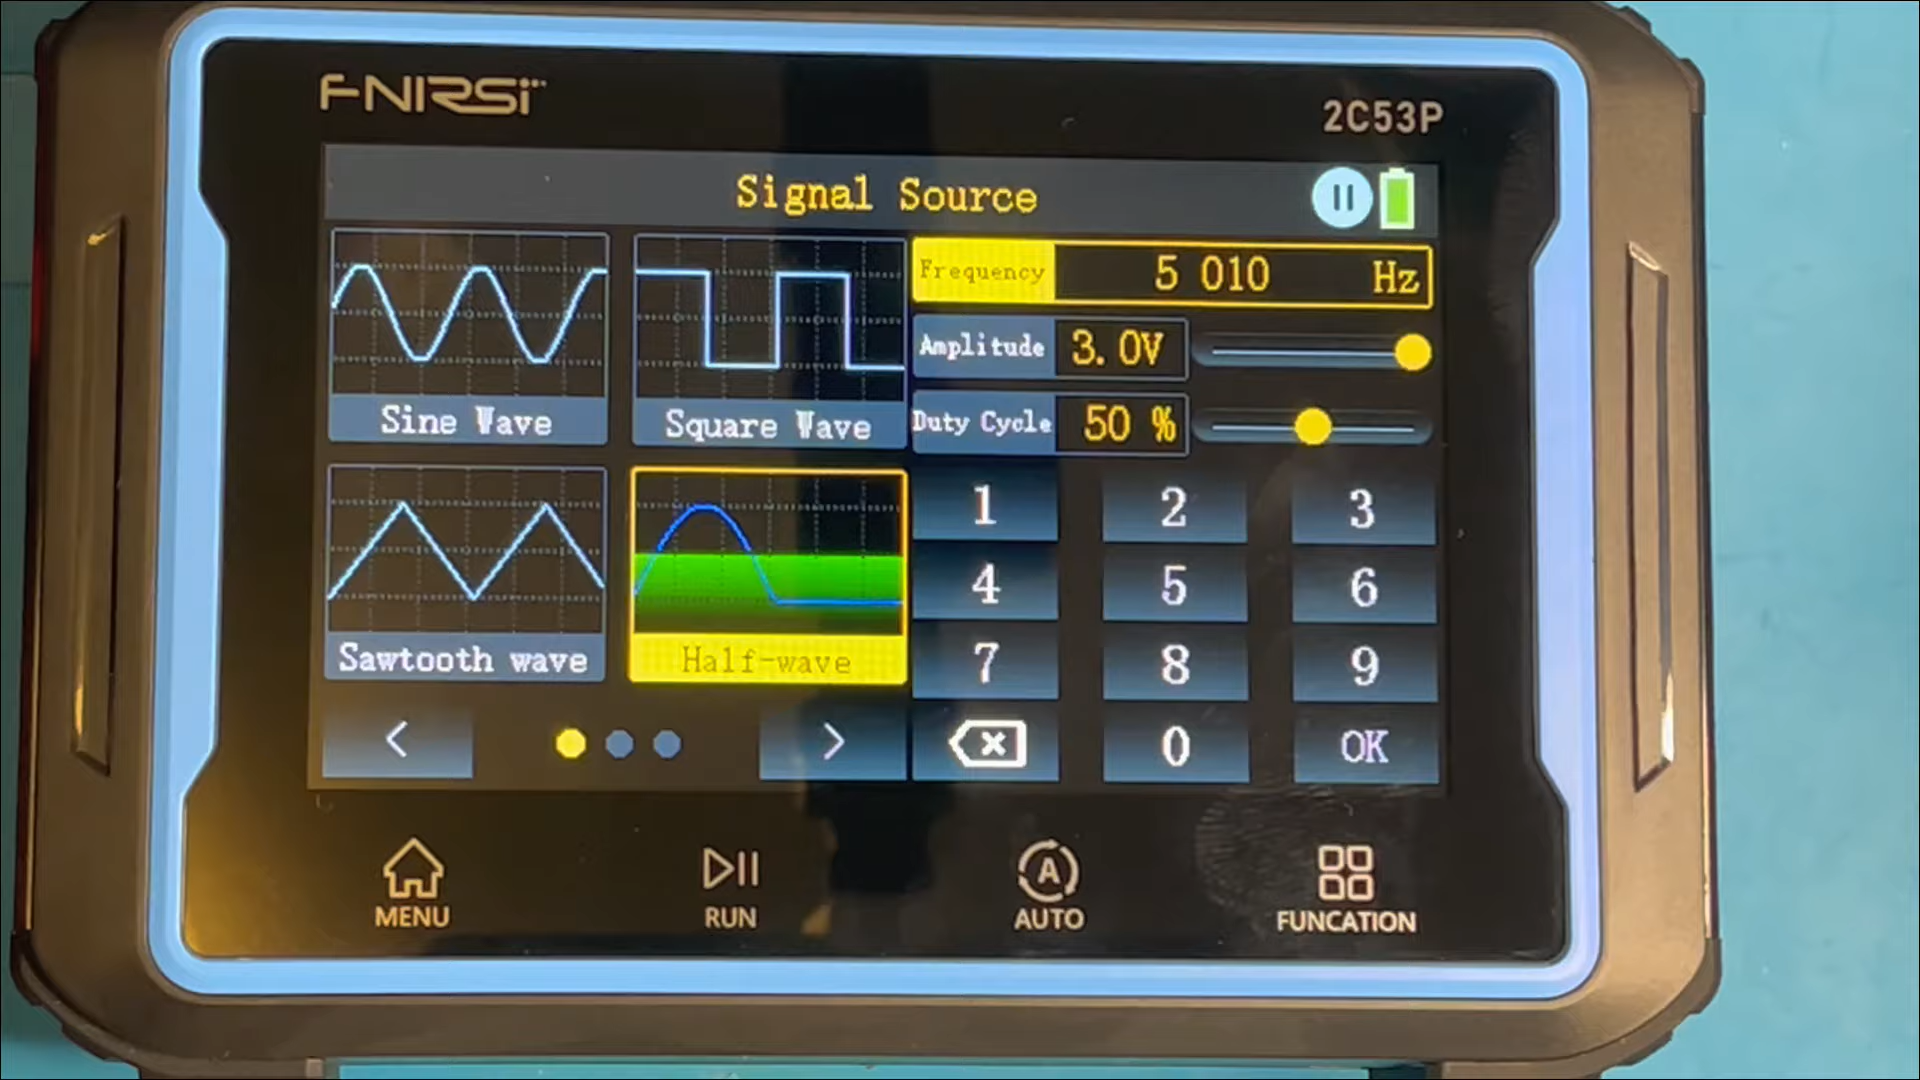 FNIRSI
2C53P
Signal Source
Frequency 5 010 Hz
Amplitude 3.0V
Duty Cycle 50 %
Sine Wave
Square Wave
Sawtooth wave
Half-wave
1 2 3
4 5 6
7 8 9
0 OK
MENU
RUN
A
AUTO
FUNCATION